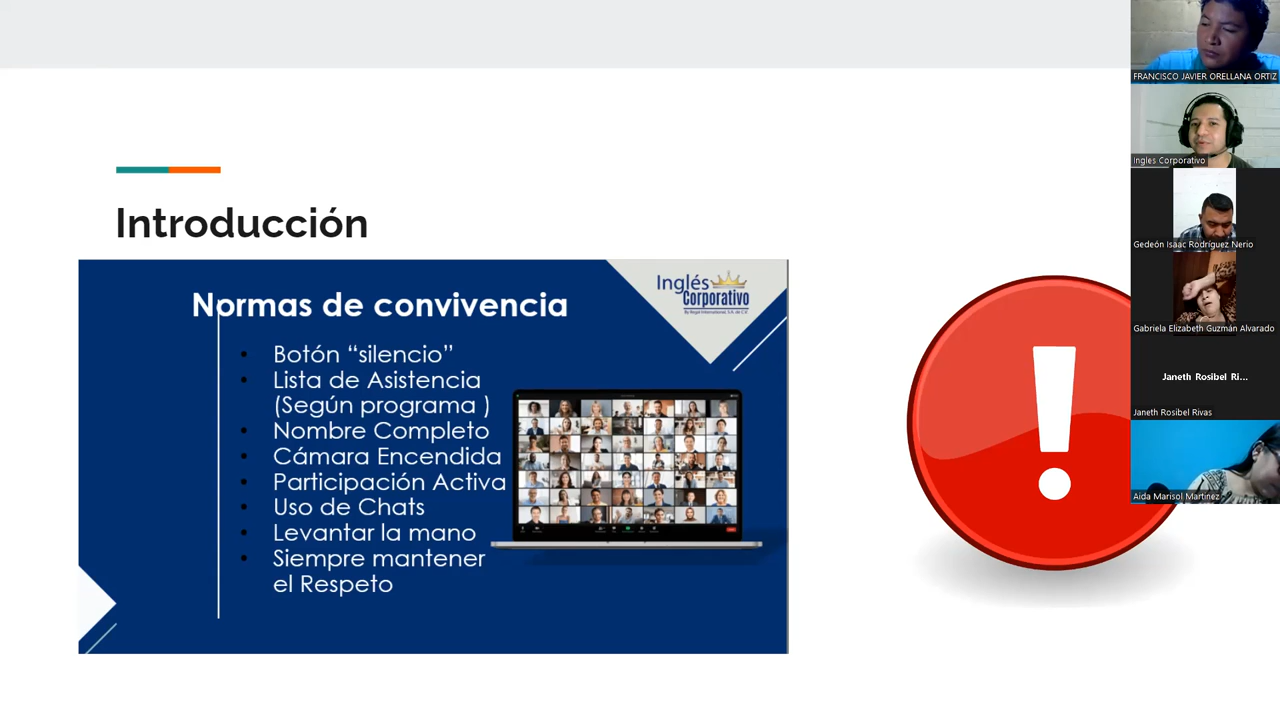 Introducción
Normas de convivencia
Inglés
Corporativo
• Botón “silencio”
• Lista de Asistencia
(Según programa )
• Nombre Completo
• Cámara Encendida
• Participación Activa
• Uso de Chats
• Levantar la mano
• Siempre mantener
el Respeto
FRANCISCO JAVIER ORELLANA ORTIZ
Ingles Corporativo
Gedeón Isaac Rodríguez Nerio
Gabriela Elizabeth Guzmán Alvarado
Janeth Rosibel Ri...
Janeth Rosibel Rivas
Aida Marisol Martinez